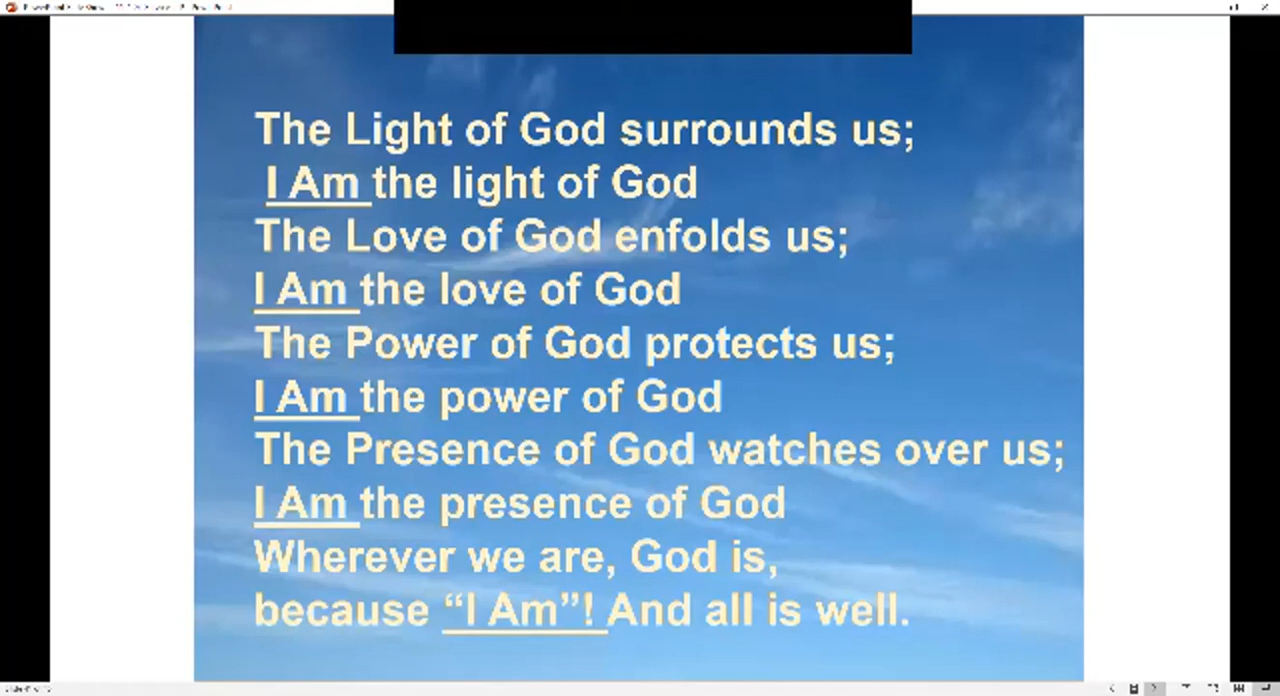 The Light of God surrounds us;
I Am the light of God
The Love of God enfolds us;
I Am the love of God
The Power of God protects us;
I Am the power of God
The Presence of God watches over us;
I Am the presence of God
Wherever we are, God is,
because “I Am”! And all is well.